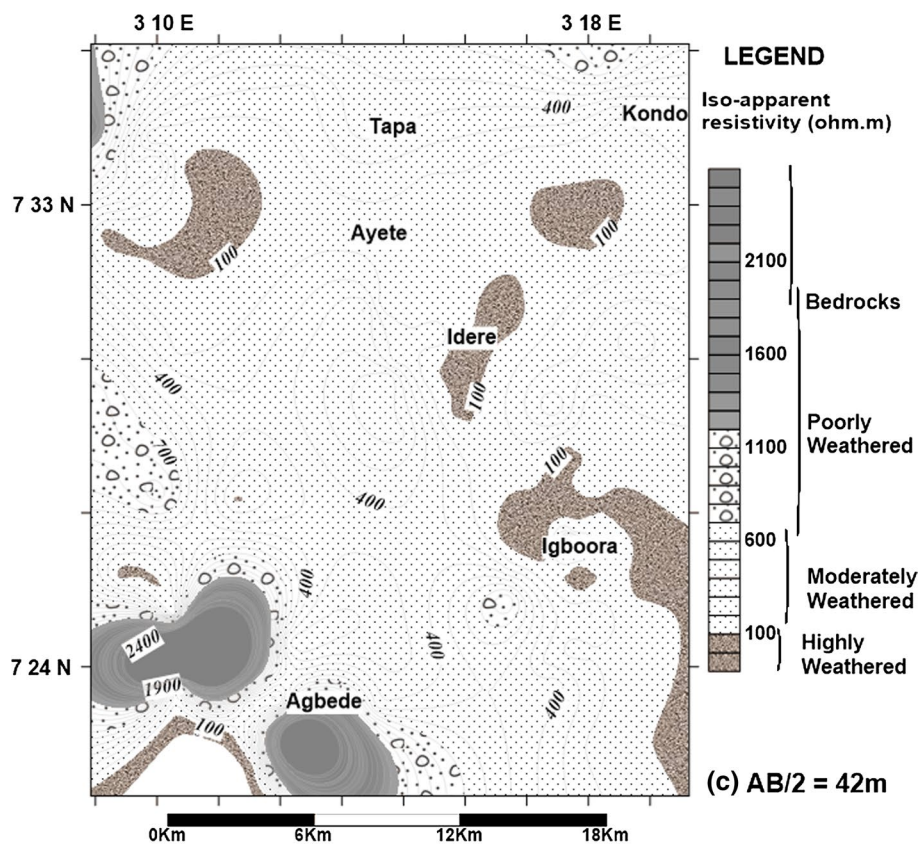 3 10 E
3 18 E
LEGEND
Iso-apparent
resistivity (ohm.m)
400
Kondo
Tapa
7 33 N
Ayete
100
100
2100
Bedrocks
Idere
1600
400
100
Poorly
Weathered
700
100
1100
400
600
Igboora
400
Moderately
Weathered
100
2400
400
Highly
Weathered
7 24 N
1900
Agbede
400
100
(c) AB/2 = 42m
0Km
6Km
12Km
18Km